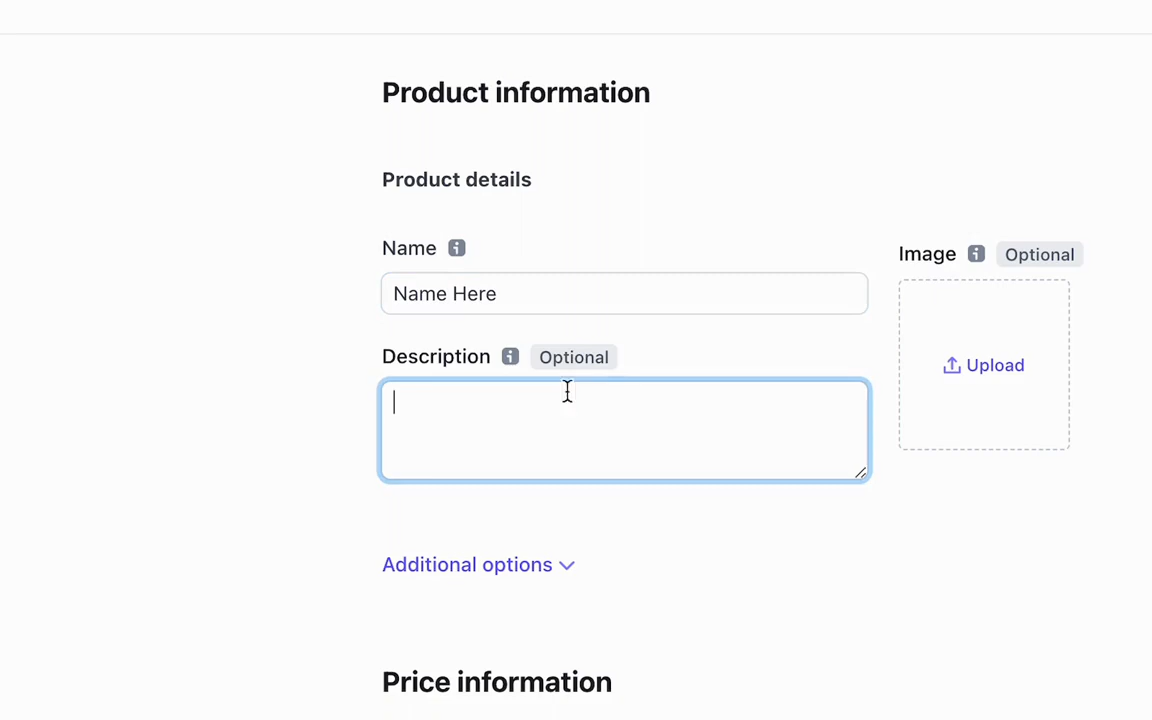 Product information
Product details
Name
Name Here
Image Optional
Description Optional
Upload
Additional options
Price information